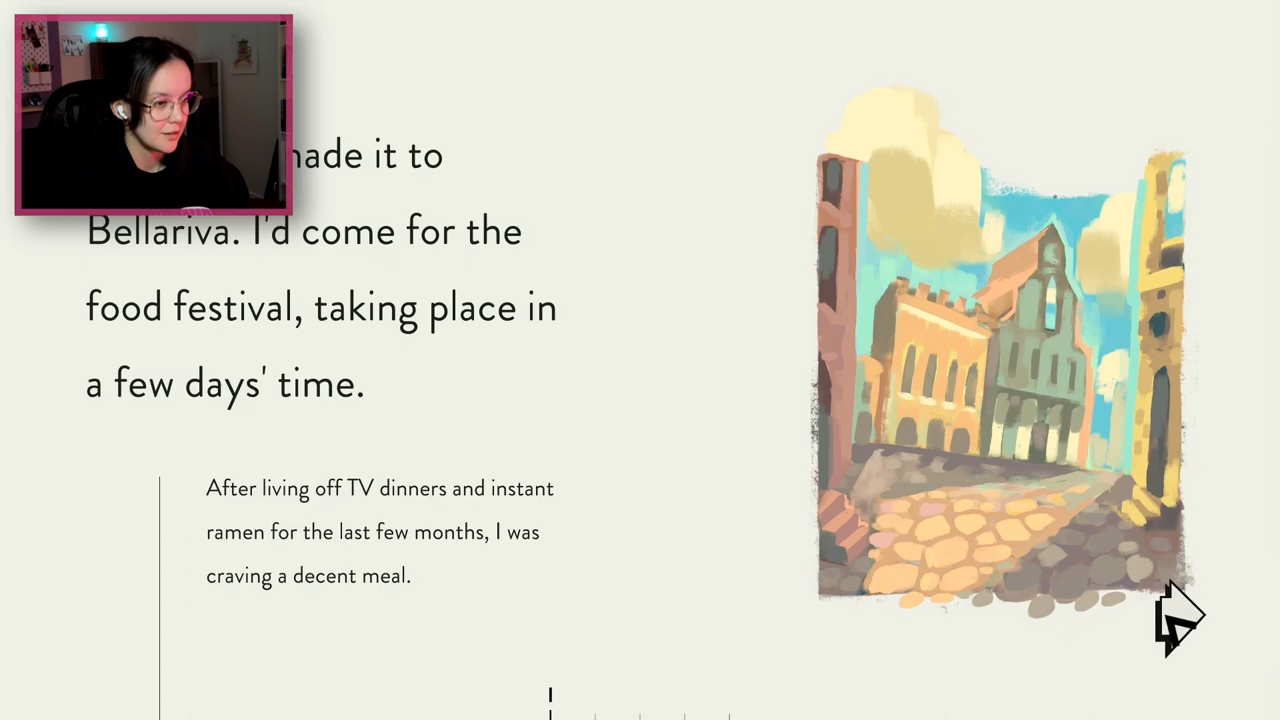 made it to
Bellariva. I'd come for the
food festival, taking place in
a few days' time.
After living off TV dinners and instant
ramen for the last few months, I was
craving a decent meal.